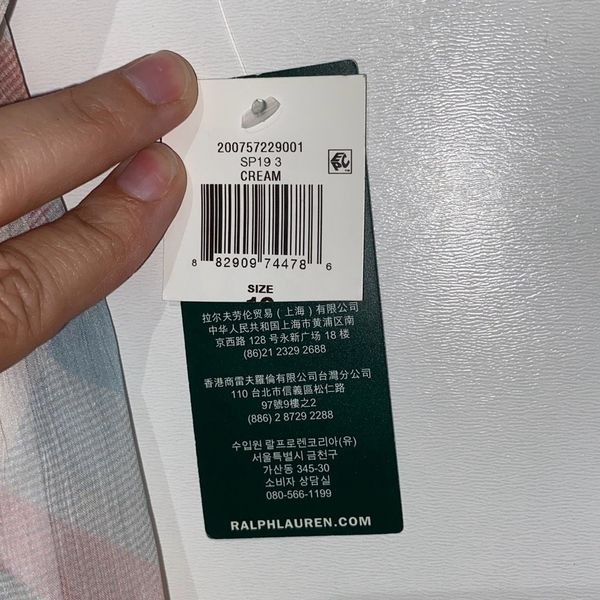 200757229001
SP19 3
CREAM
EPC
8 82909 74478 6
SIZE
拉尔夫劳伦贸易（上海）有限公司
中华人民共和国上海市黄浦区南
京西路 128 号永新广场 18 楼
(86)21 2329 2688
香港商雷夫羅倫有限公司台灣分公司
110 台北市信義區松仁路
97號9樓之2
(886) 2 8729 2288
수입원 랄프로렌코리아(유)
서울특별시 금천구
가산동 345-30
소비자 상담실
080-566-1199
RALPHLAUREN.COM